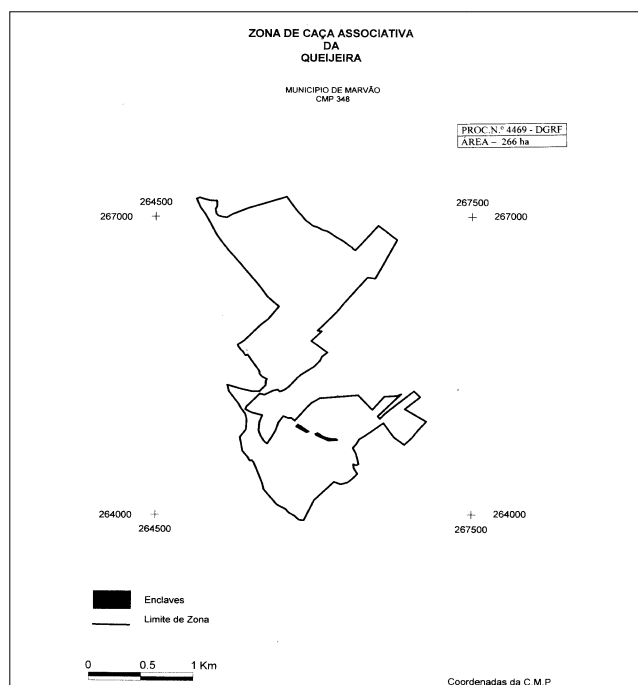 ZONA DE CAÇA ASSOCIATIVA
DA
QUEIJEIRA
MUNICIPIO DE MARVÃO
CMP 348
PROC.N.º 4469 - DGRF
ÁREA – 266 ha
264500
267000
267500
267000
264000
264500
264000
267500
Enclaves
Limite de Zona
0 0.5 1 Km
Coordenadas da C.M.P